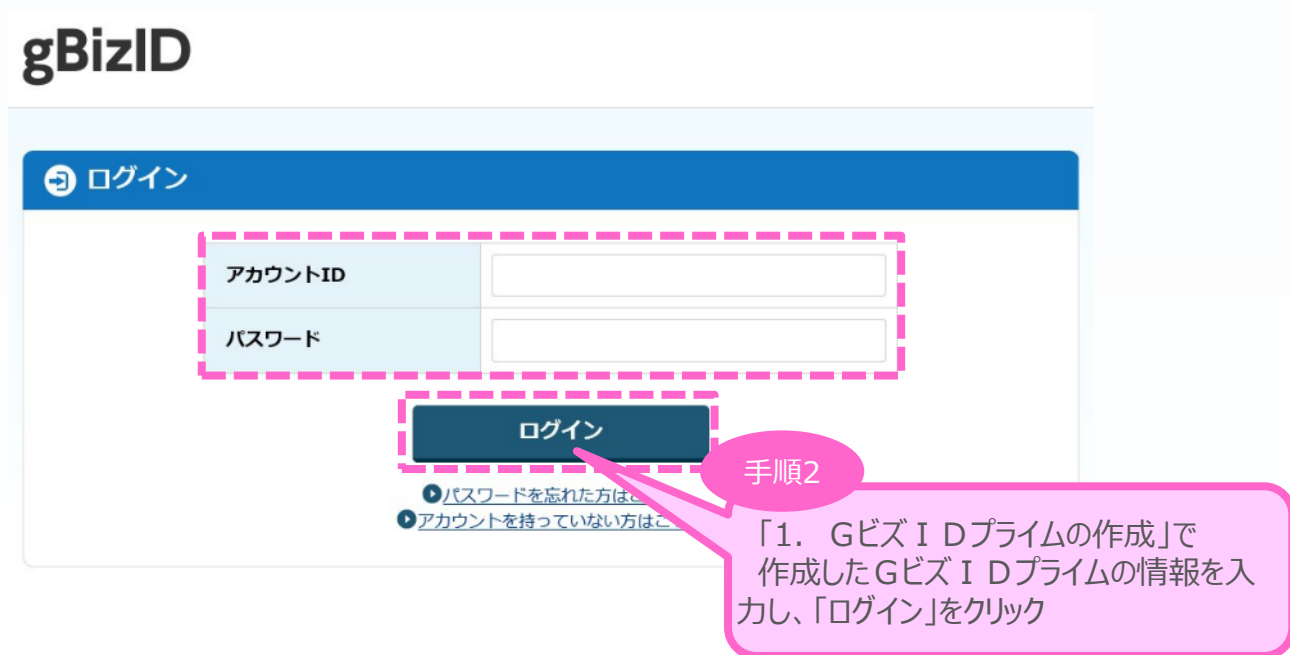 gBizID
ログイン
アカウントID
パスワード
ログイン
パスワードを忘れた方は
アカウントを持っていない方はこ
手順2
「1. GビズIDプライムの作成」で
作成したGビズIDプライムの情報を入
力し、「ログイン」をクリック